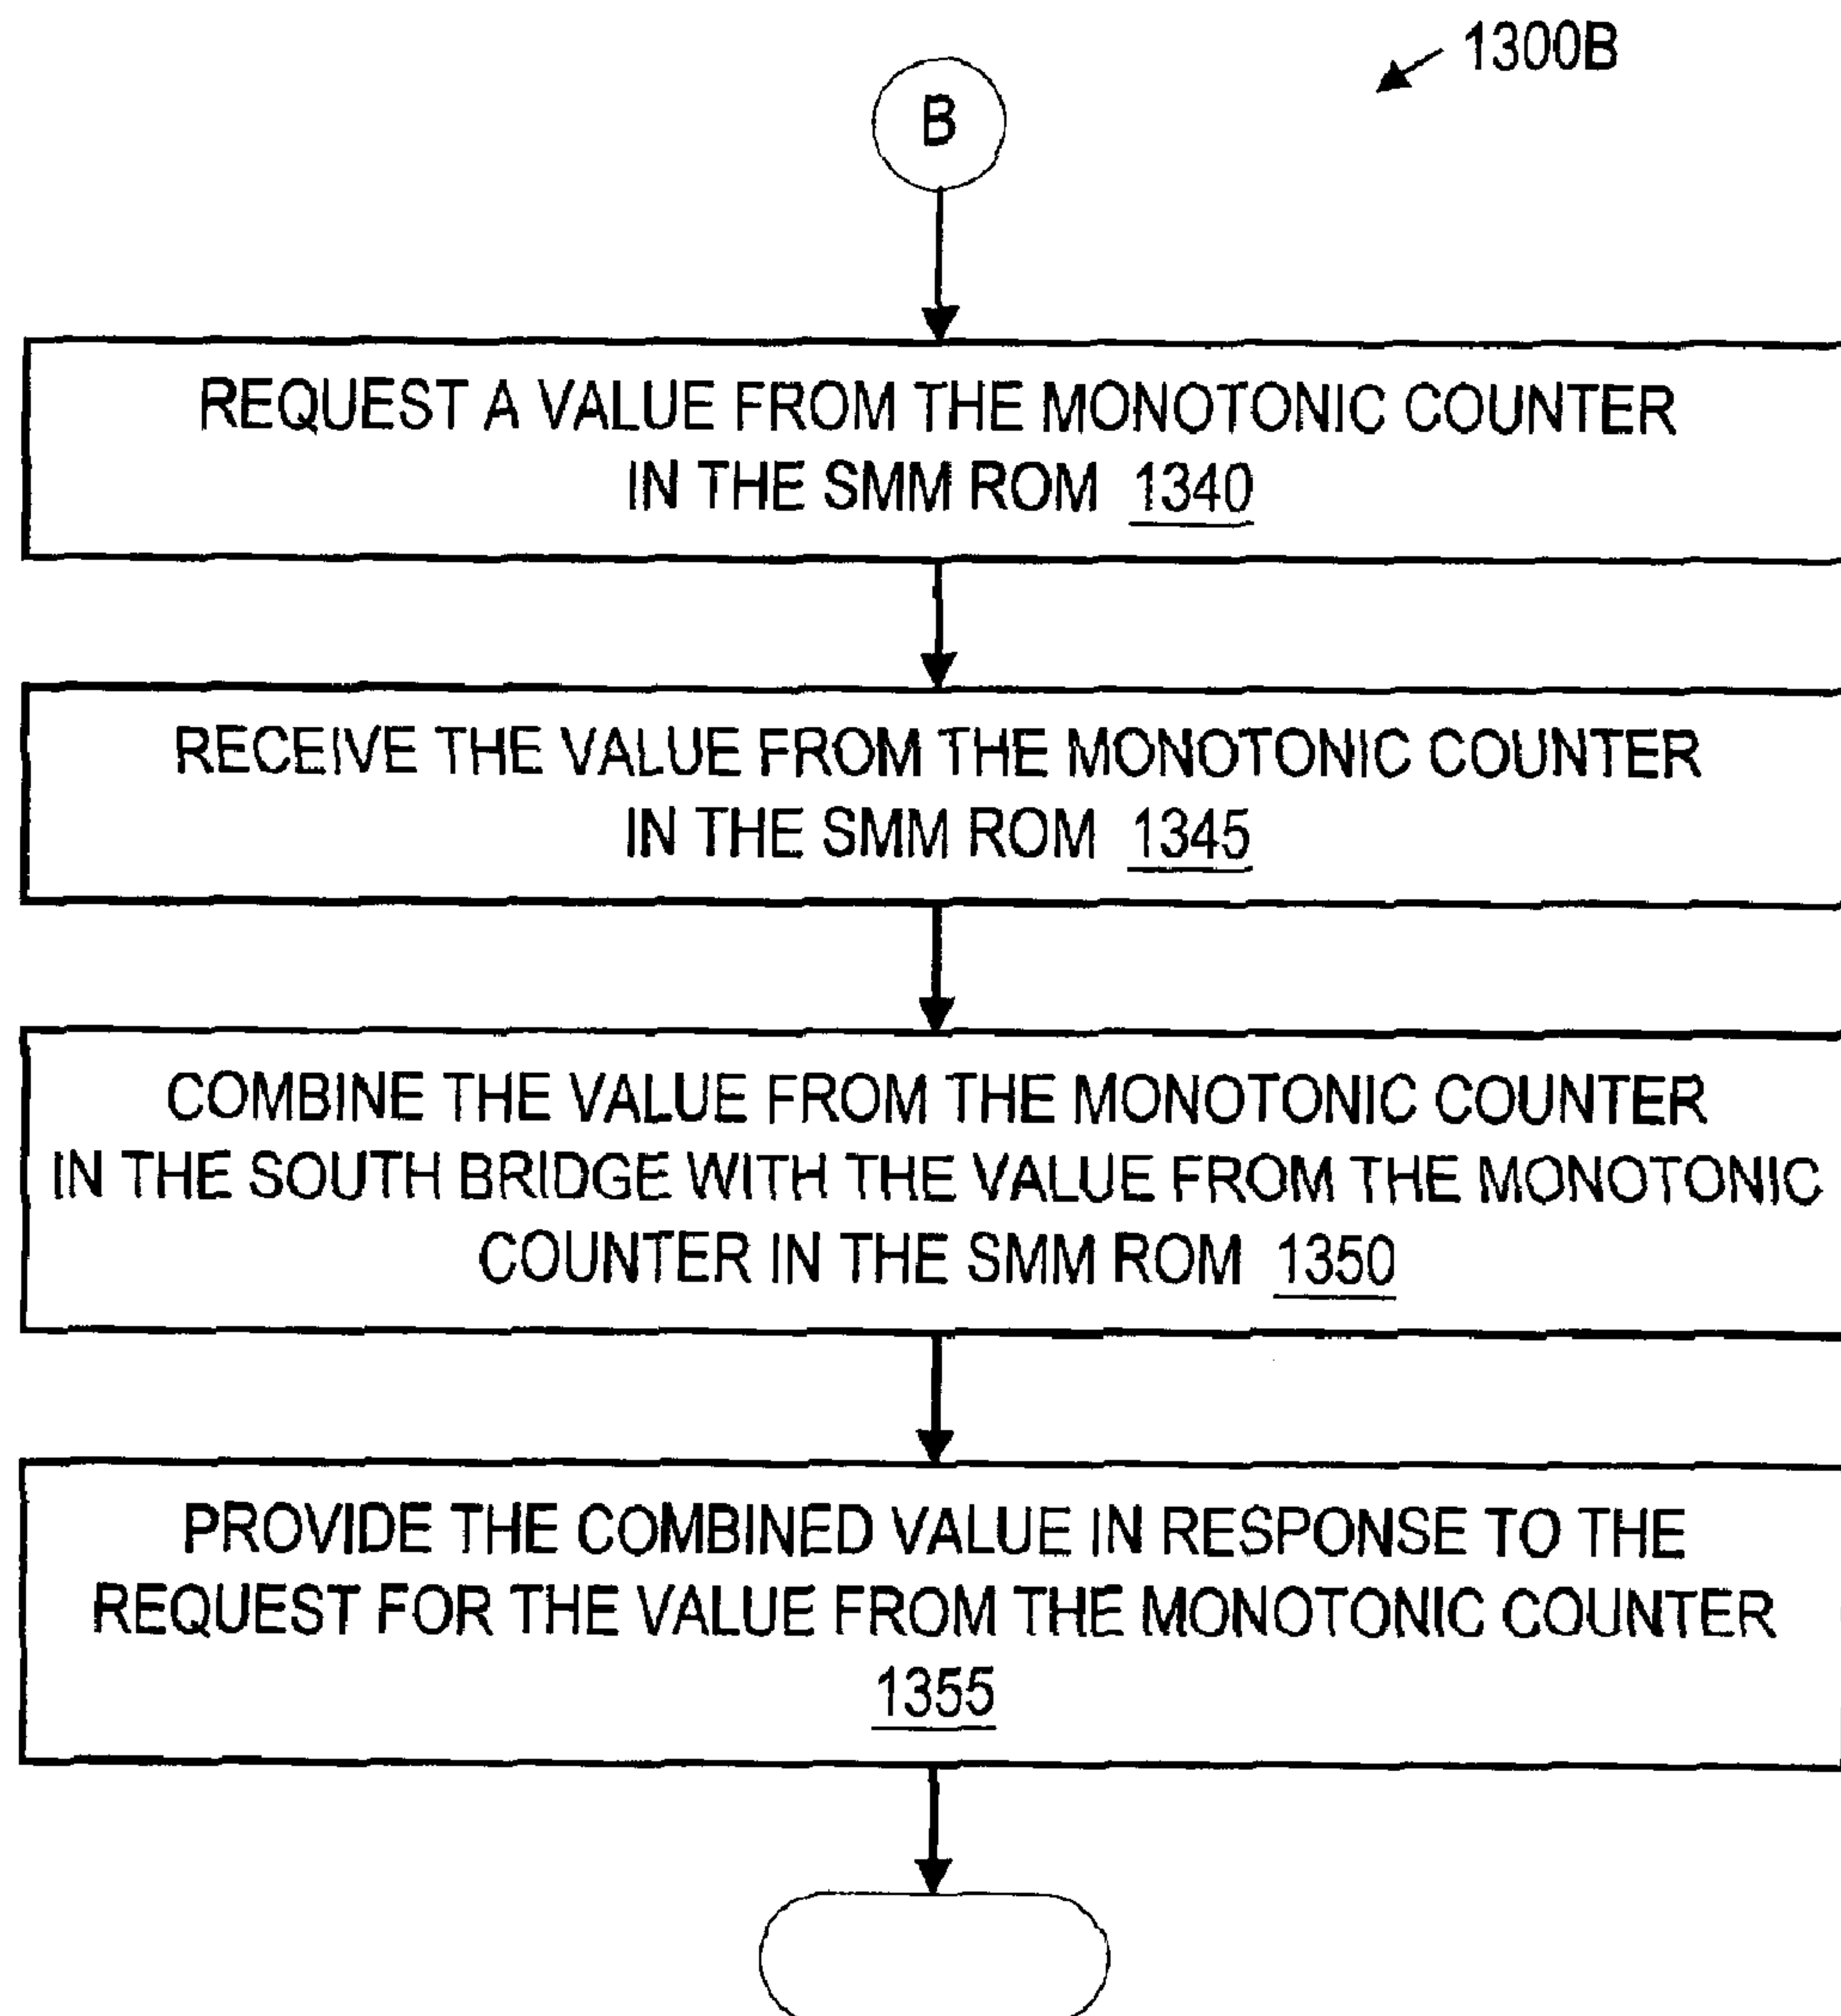 1300B
B
REQUEST A VALUE FROM THE MONOTONIC COUNTER
IN THE SMM ROM 1340
RECEIVE THE VALUE FROM THE MONOTONIC COUNTER
IN THE SMM ROM 1345
COMBINE THE VALUE FROM THE MONOTONIC COUNTER
IN THE SOUTH BRIDGE WITH THE VALUE FROM THE MONOTONIC
COUNTER IN THE SMM ROM 1350
PROVIDE THE COMBINED VALUE IN RESPONSE TO THE
REQUEST FOR THE VALUE FROM THE MONOTONIC COUNTER
1355